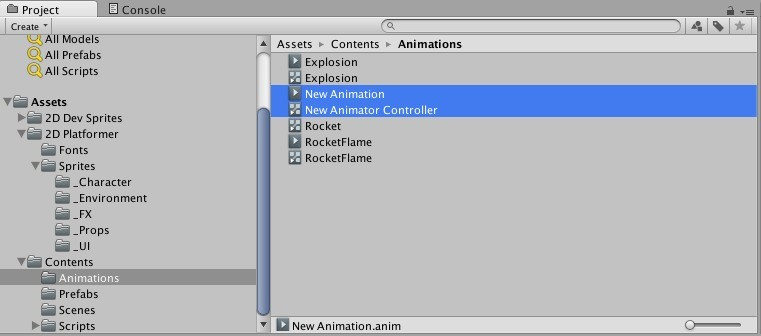 Project
Console
Create
All Models
All Prefabs
All Scripts
Assets
2D Dev Sprites
2D Platformer
Fonts
Sprites
_Character
_Environment
_FX
_Props
_UI
Contents
Animations
Prefabs
Scenes
Scripts
Assets Contents Animations
Explosion
Explosion
New Animation
New Animator Controller
Rocket
RocketFlame
RocketFlame
New Animation.anim